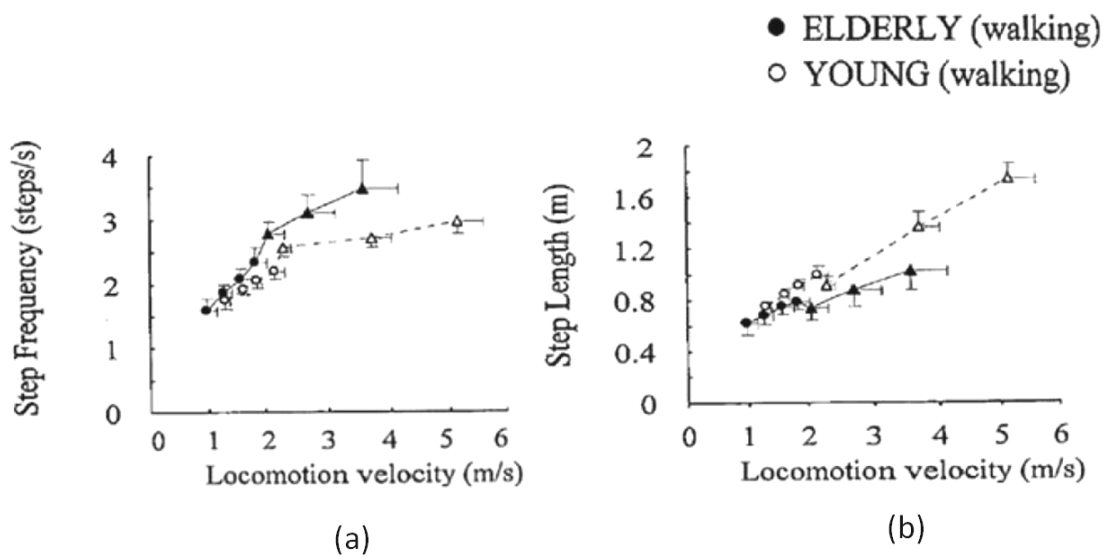 ● ELDERLY (walking)
○ YOUNG (walking)
Step Frequency (steps/s)
4
3
2
1
0
0 1 2 3 4 5 6
Locomotion velocity (m/s)
(a)
Step Length (m)
2
1.6
1.2
0.8
0.4
0
0 1 2 3 4 5 6
Locomotion velocity (m/s)
(b)